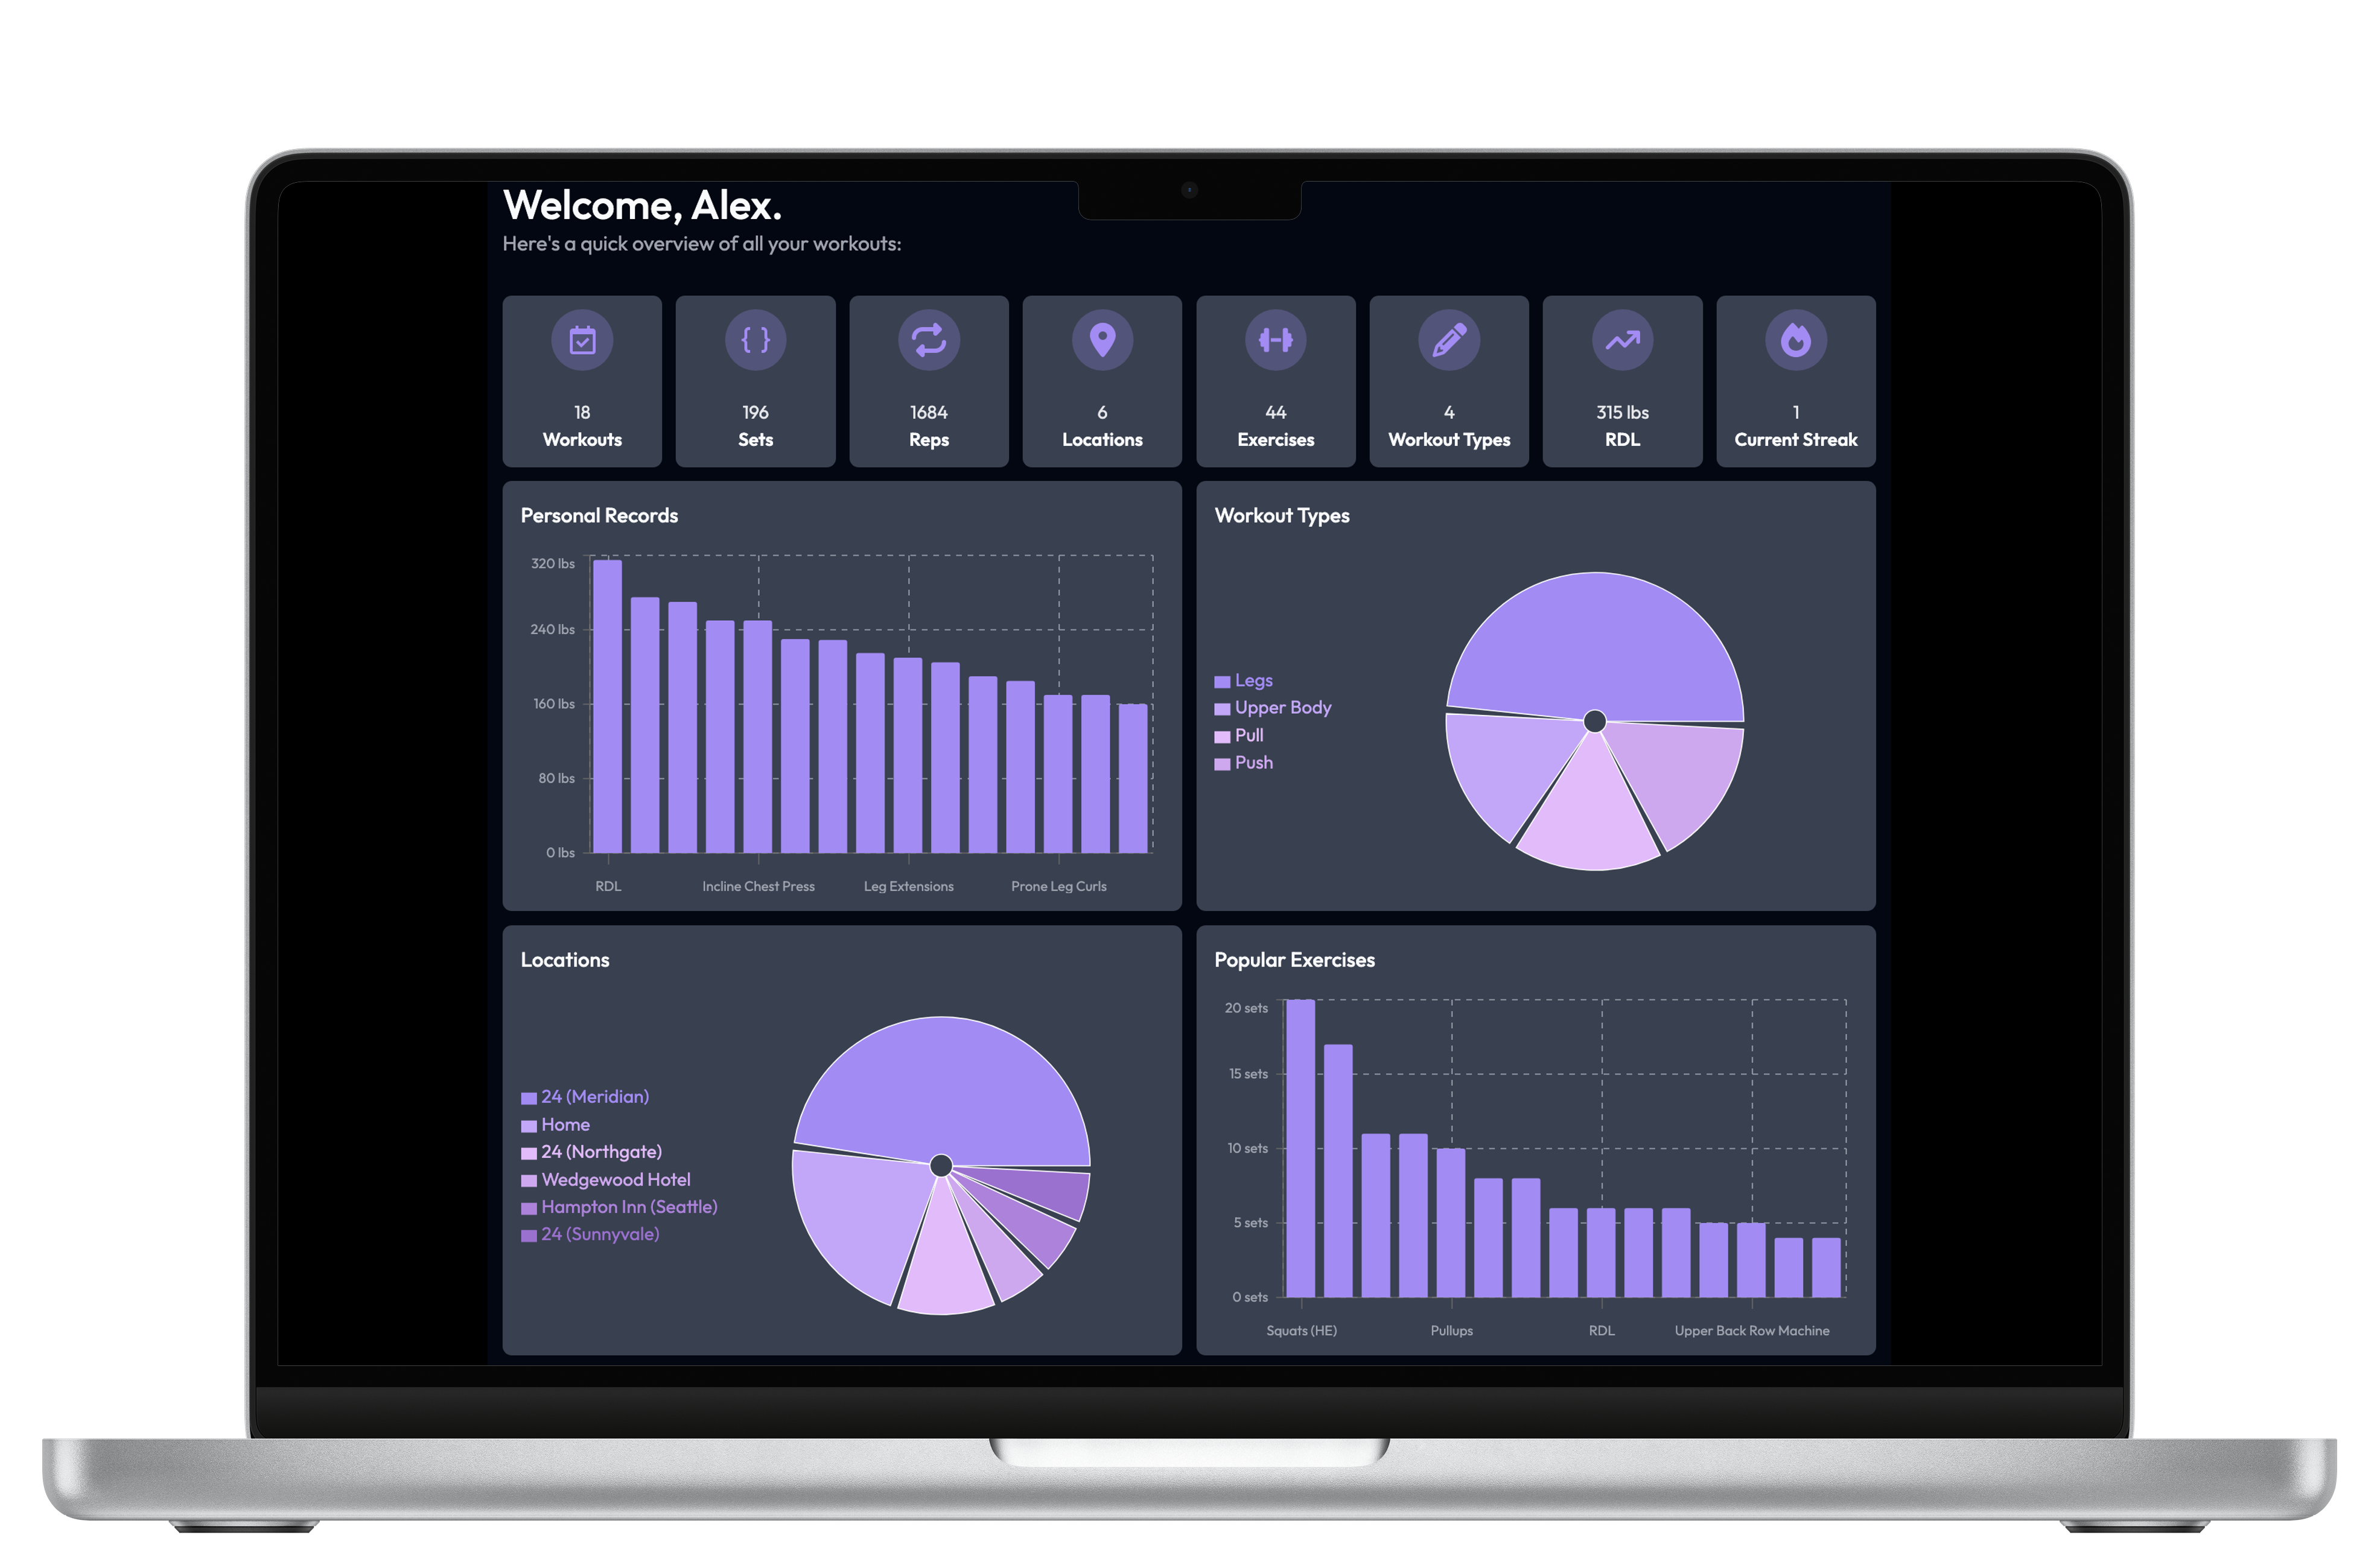 Welcome, Alex.
Here's a quick overview of all your workouts:
18
Workouts
196
Sets
1684
Reps
6
Locations
44
Exercises
4
Workout Types
315 lbs
RDL
1
Current Streak
Personal Records
320 lbs
240 lbs
160 lbs
80 lbs
0 lbs
RDL
Incline Chest Press
Leg Extensions
Prone Leg Curls
Workout Types
Legs
Upper Body
Pull
Push
Locations
24 (Meridian)
Home
24 (Northgate)
Wedgewood Hotel
Hampton Inn (Seattle)
24 (Sunnyvale)
Popular Exercises
20 sets
15 sets
10 sets
5 sets
0 sets
Squats (HE)
Pullups
RDL
Upper Back Row Machine